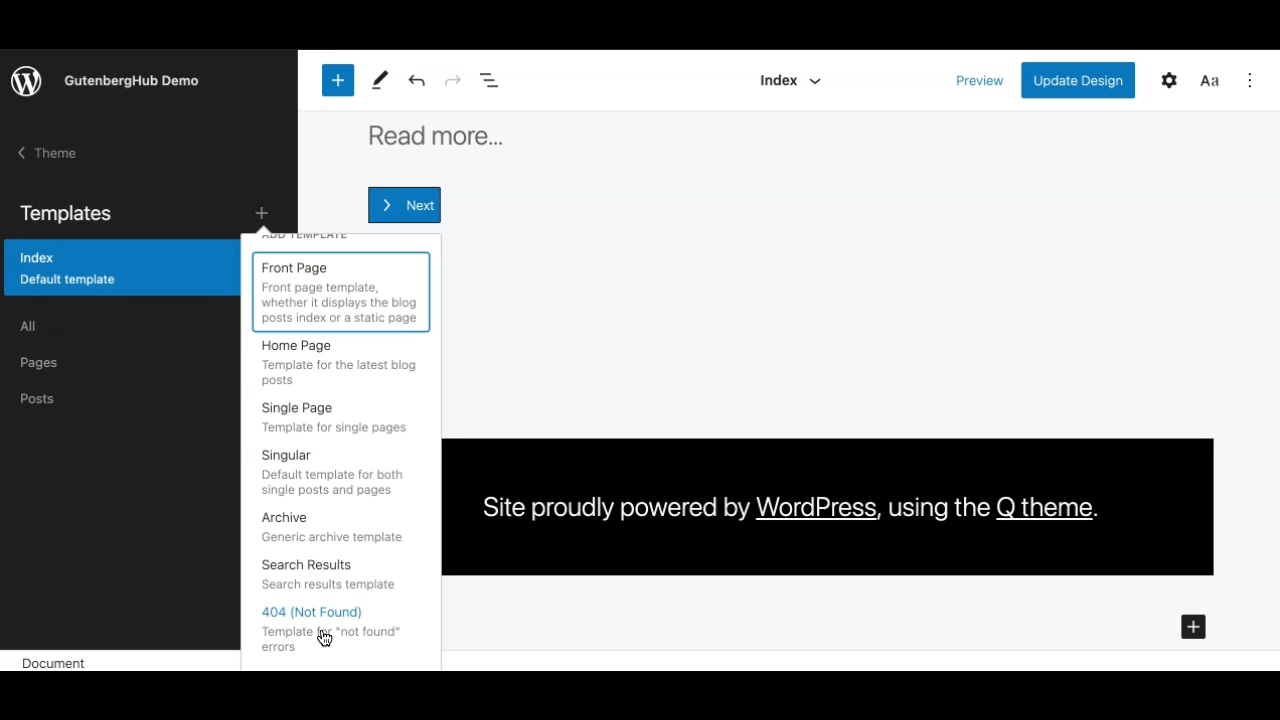 GutenbergHub Demo
Index
Preview
Update Design
Aa
Theme
Read more...
Next
Templates
ADD TEMPLATE
Index
Default template
Front Page
Front page template,
whether it displays the blog
posts index or a static page
All
Home Page
Template for the latest blog
posts
Pages
Posts
Single Page
Template for single pages
Singular
Default template for both
single posts and pages
Archive
Generic archive template
Search Results
Search results template
404 (Not Found)
Template for "not found"
errors
Site proudly powered by WordPress, using the Q theme.
Document